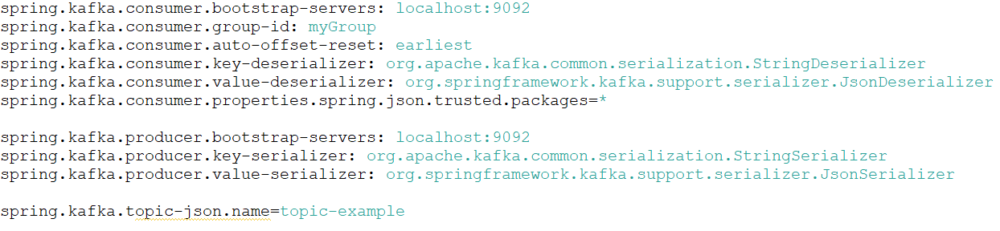 spring.kafka.consumer.bootstrap-servers: localhost:9092
spring.kafka.consumer.group-id: myGroup
spring.kafka.consumer.auto-offset-reset: earliest
spring.kafka.consumer.key-deserializer: org.apache.kafka.common.serialization.StringDeserializer
spring.kafka.consumer.value-deserializer: org.springframework.kafka.support.serializer.JsonDeserializer
spring.kafka.consumer.properties.spring.json.trusted.packages=*
spring.kafka.producer.bootstrap-servers: localhost:9092
spring.kafka.producer.key-serializer: org.apache.kafka.common.serialization.StringSerializer
spring.kafka.producer.value-serializer: org.springframework.kafka.support.serializer.JsonSerializer
spring.kafka.topic-json.name=topic-example